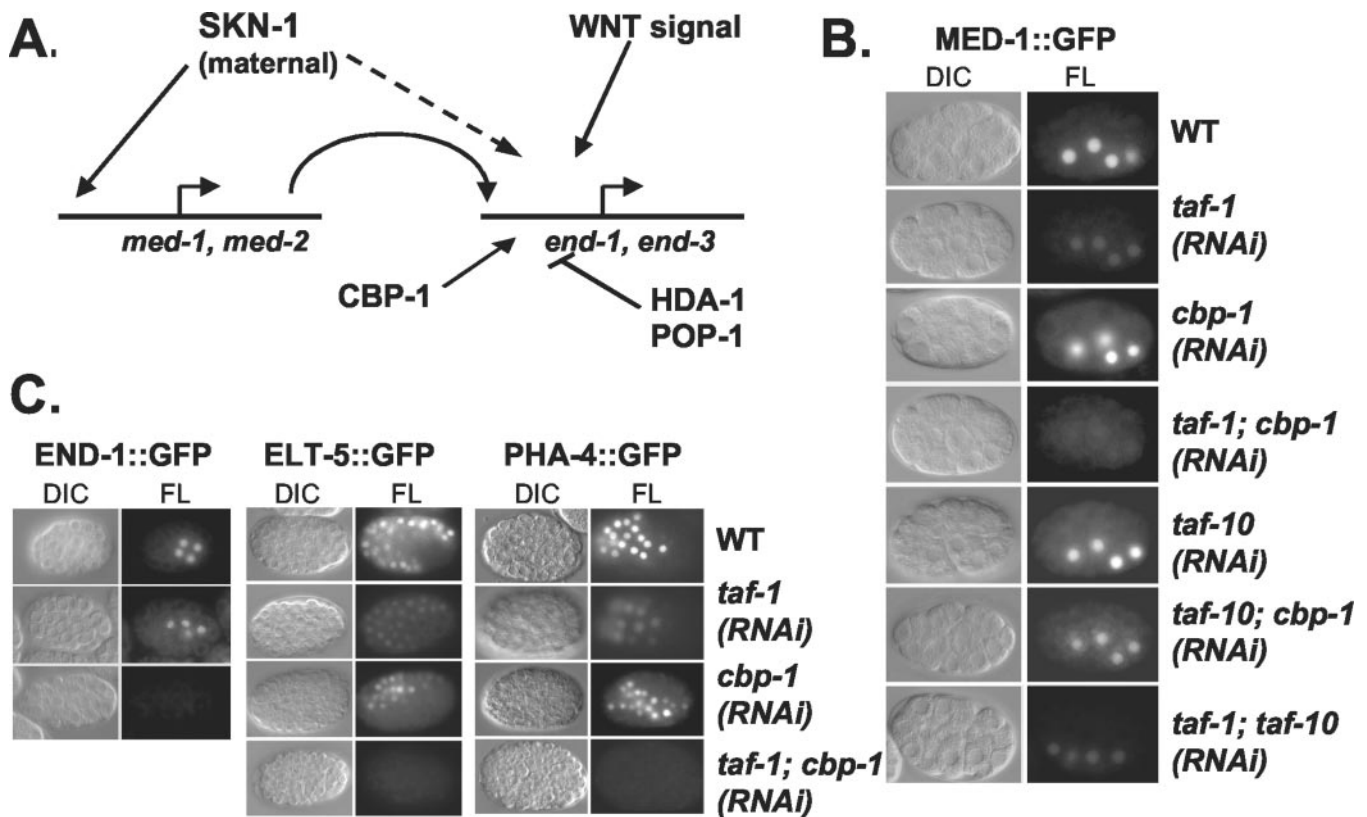 A.
SKN-1
(maternal)
WNT signal
med-1, med-2
end-1, end-3
CBP-1
HDA-1
POP-1
B.
MED-1::GFP
DIC FL
WT
taf-1
(RNAi)
cbp-1
(RNAi)
taf-1; cbp-1
(RNAi)
taf-10
(RNAi)
taf-10; cbp-1
(RNAi)
taf-1; taf-10
(RNAi)
C.
END-1::GFP ELT-5::GFP PHA-4::GFP
DIC FL DIC FL DIC FL
WT
taf-1
(RNAi)
cbp-1
(RNAi)
taf-1; cbp-1
(RNAi)